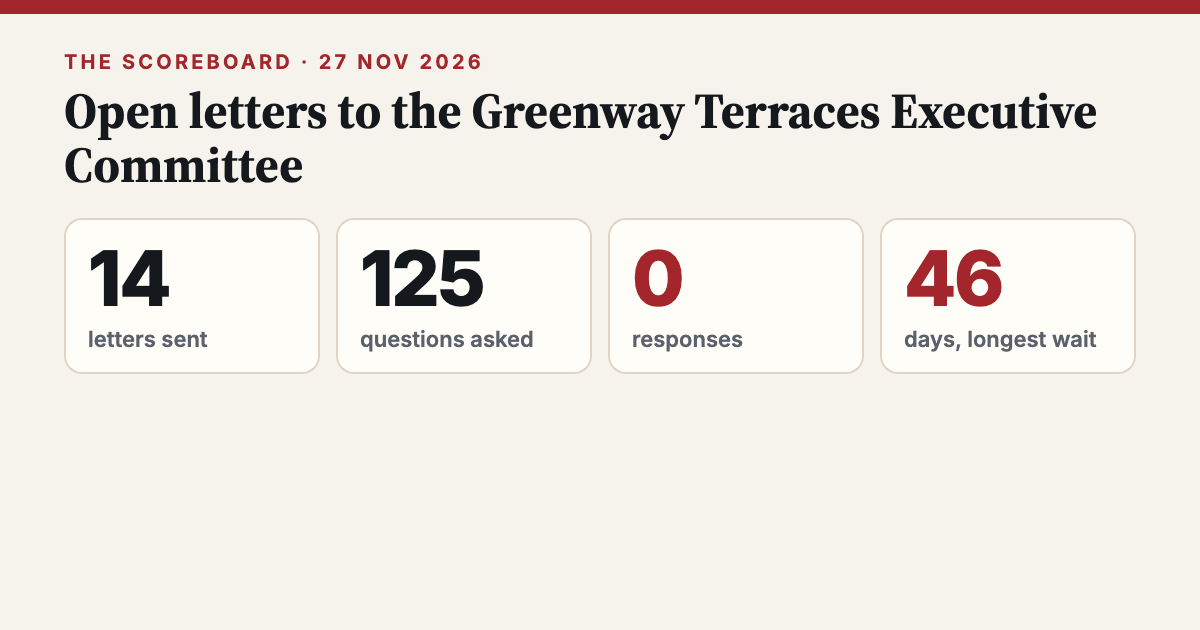 THE SCOREBOARD · 27 NOV 2026
Open letters to the Greenway Terraces Executive
Committee
14
letters sent
125
questions asked
0
responses
46
days, longest wait